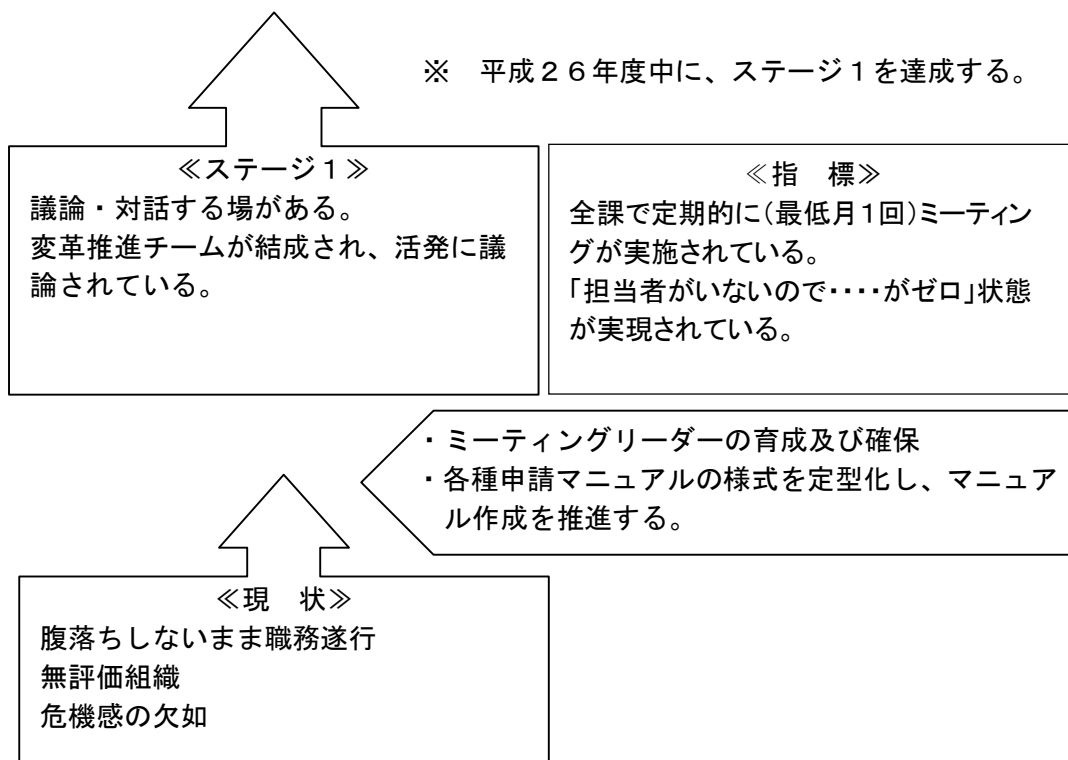 ※　平成２６年度中に、ステージ１を達成する。
≪ステージ１≫
議論・対話する場がある。
変革推進チームが結成され、活発に議
論されている。
≪指　標≫
全課で定期的に（最低月１回）ミーティン
グが実施されている。
「担当者がいないので・・・・がゼロ」状態
が実現されている。
・ミーティングリーダーの育成及び確保
・各種申請マニュアルの様式を定型化し、マニュア
ル作成を推進する。
≪現　状≫
腹落ちしないまま職務遂行
無評価組織
危機感の欠如